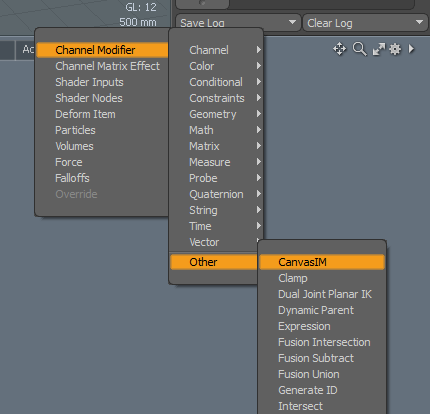 GL: 12
500 mm
Save Log
Clear Log
Ac
Channel Modifier
Channel Matrix Effect
Shader Inputs
Shader Nodes
Deform Item
Particles
Volumes
Force
Falloffs
Override
Channel
Color
Conditional
Constraints
Geometry
Math
Matrix
Measure
Probe
Quaternion
String
Time
Vector
Other
CanvasIM
Clamp
Dual Joint Planar IK
Dynamic Parent
Expression
Fusion Intersection
Fusion Subtract
Fusion Union
Generate ID
Intersect